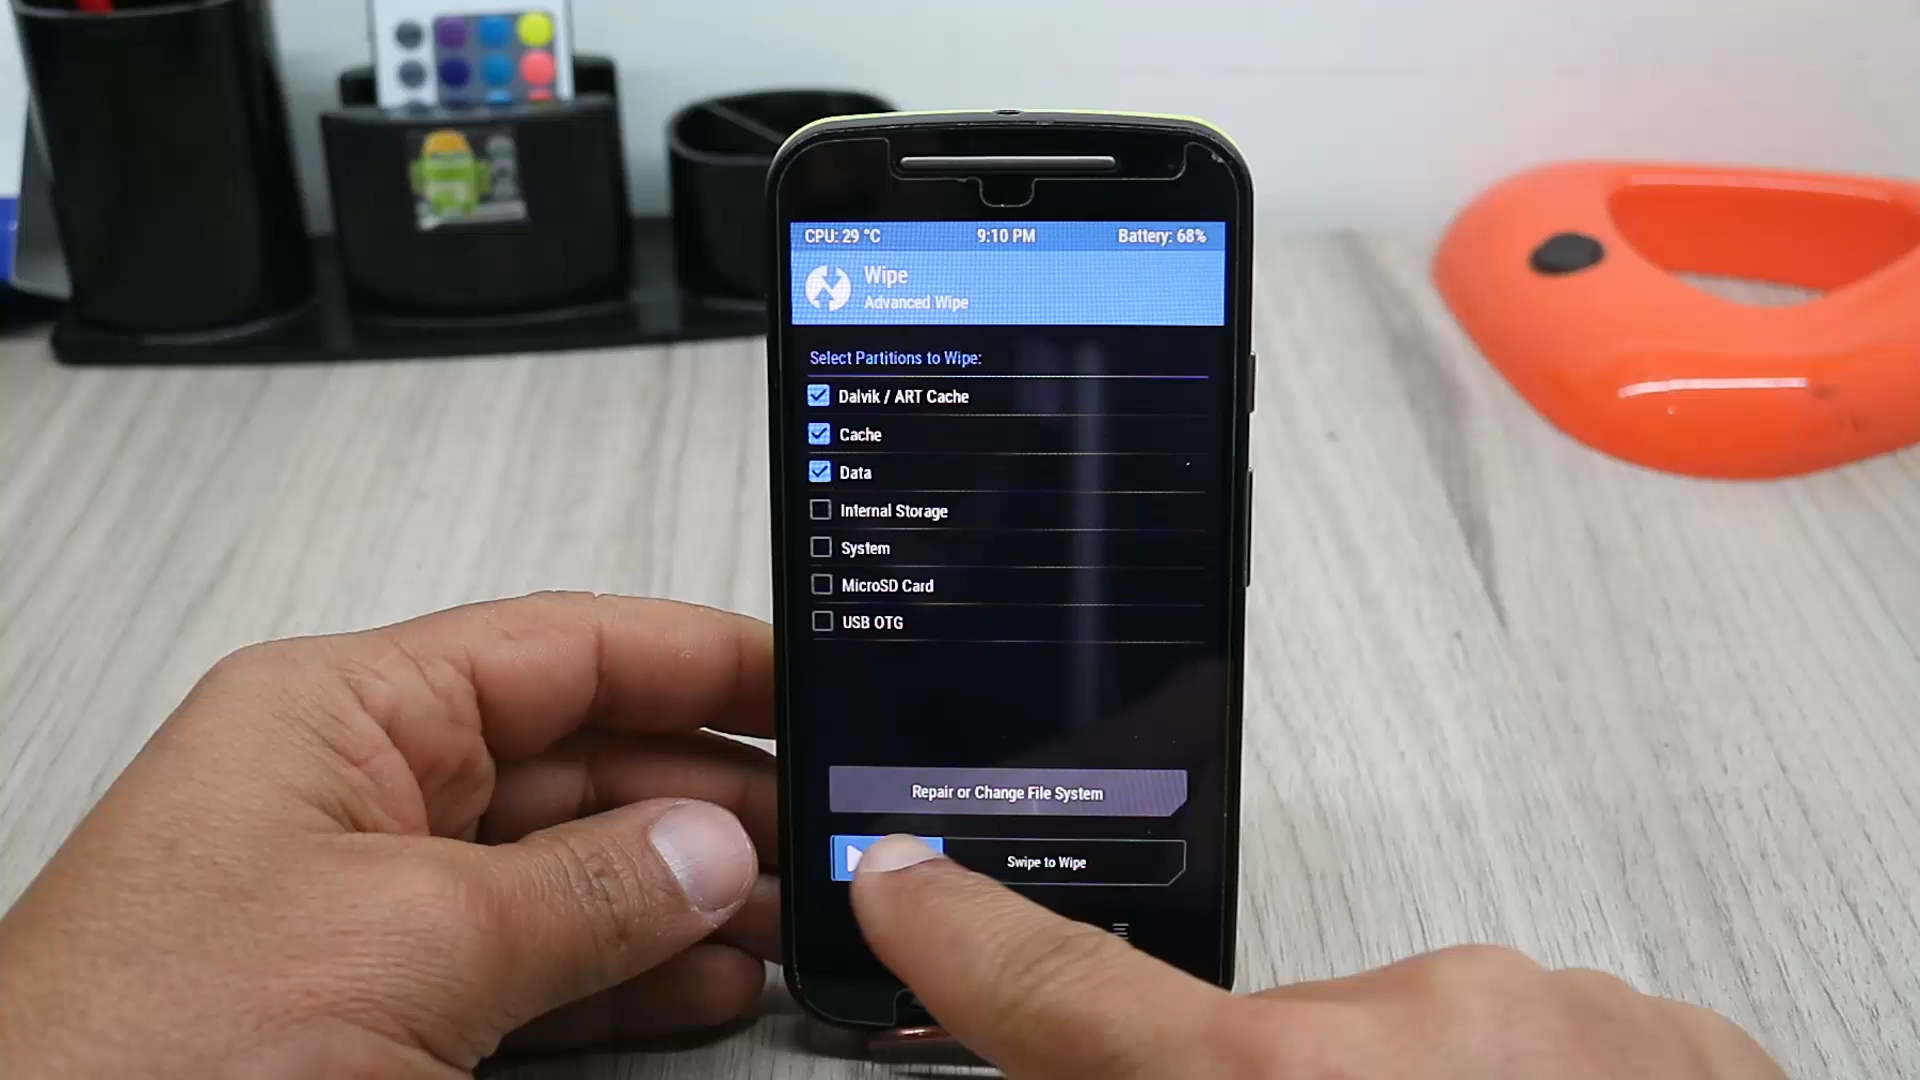 CPU: 29 °C 9:10 PM Battery: 68%
Wipe
Advanced Wipe
Select Partitions to Wipe:
Dalvik / ART Cache
Cache
Data
Internal Storage
System
MicroSD Card
USB OTG
Repair or Change File System
Swipe to Wipe